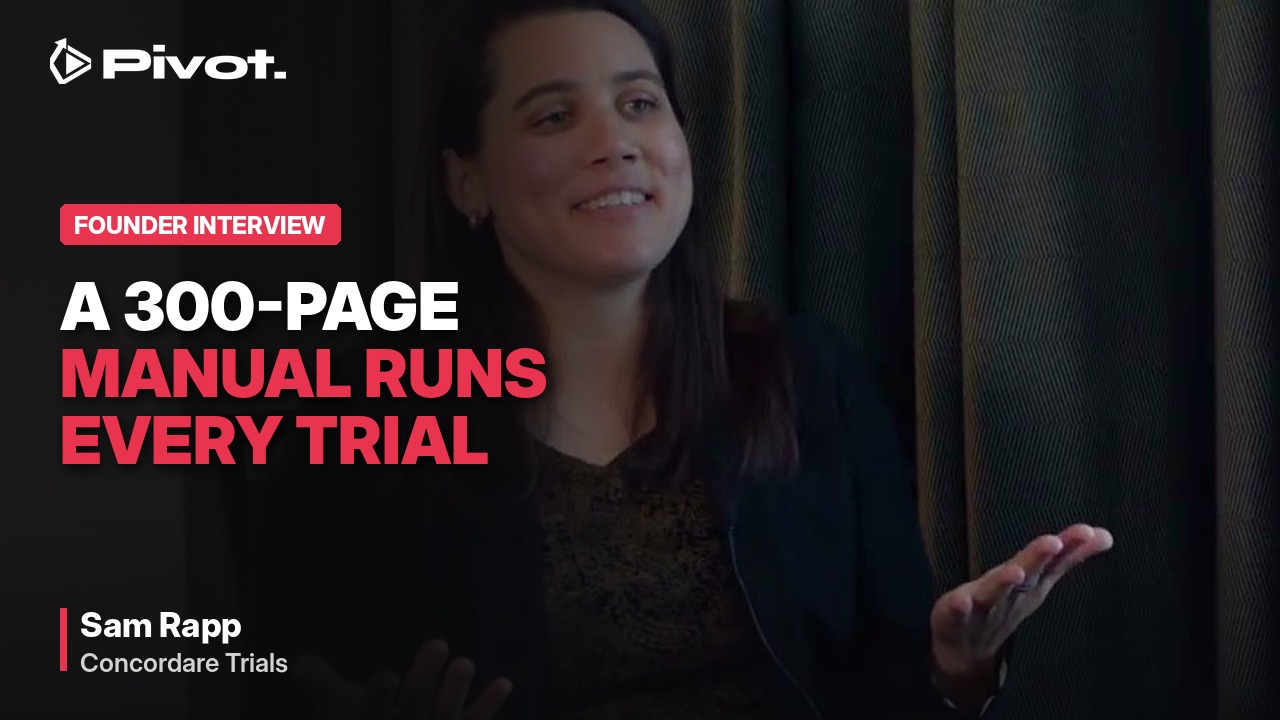 Pivot.
FOUNDER INTERVIEW
A 300-PAGE
MANUAL RUNS
EVERY TRIAL
Sam Rapp
Concordare Trials